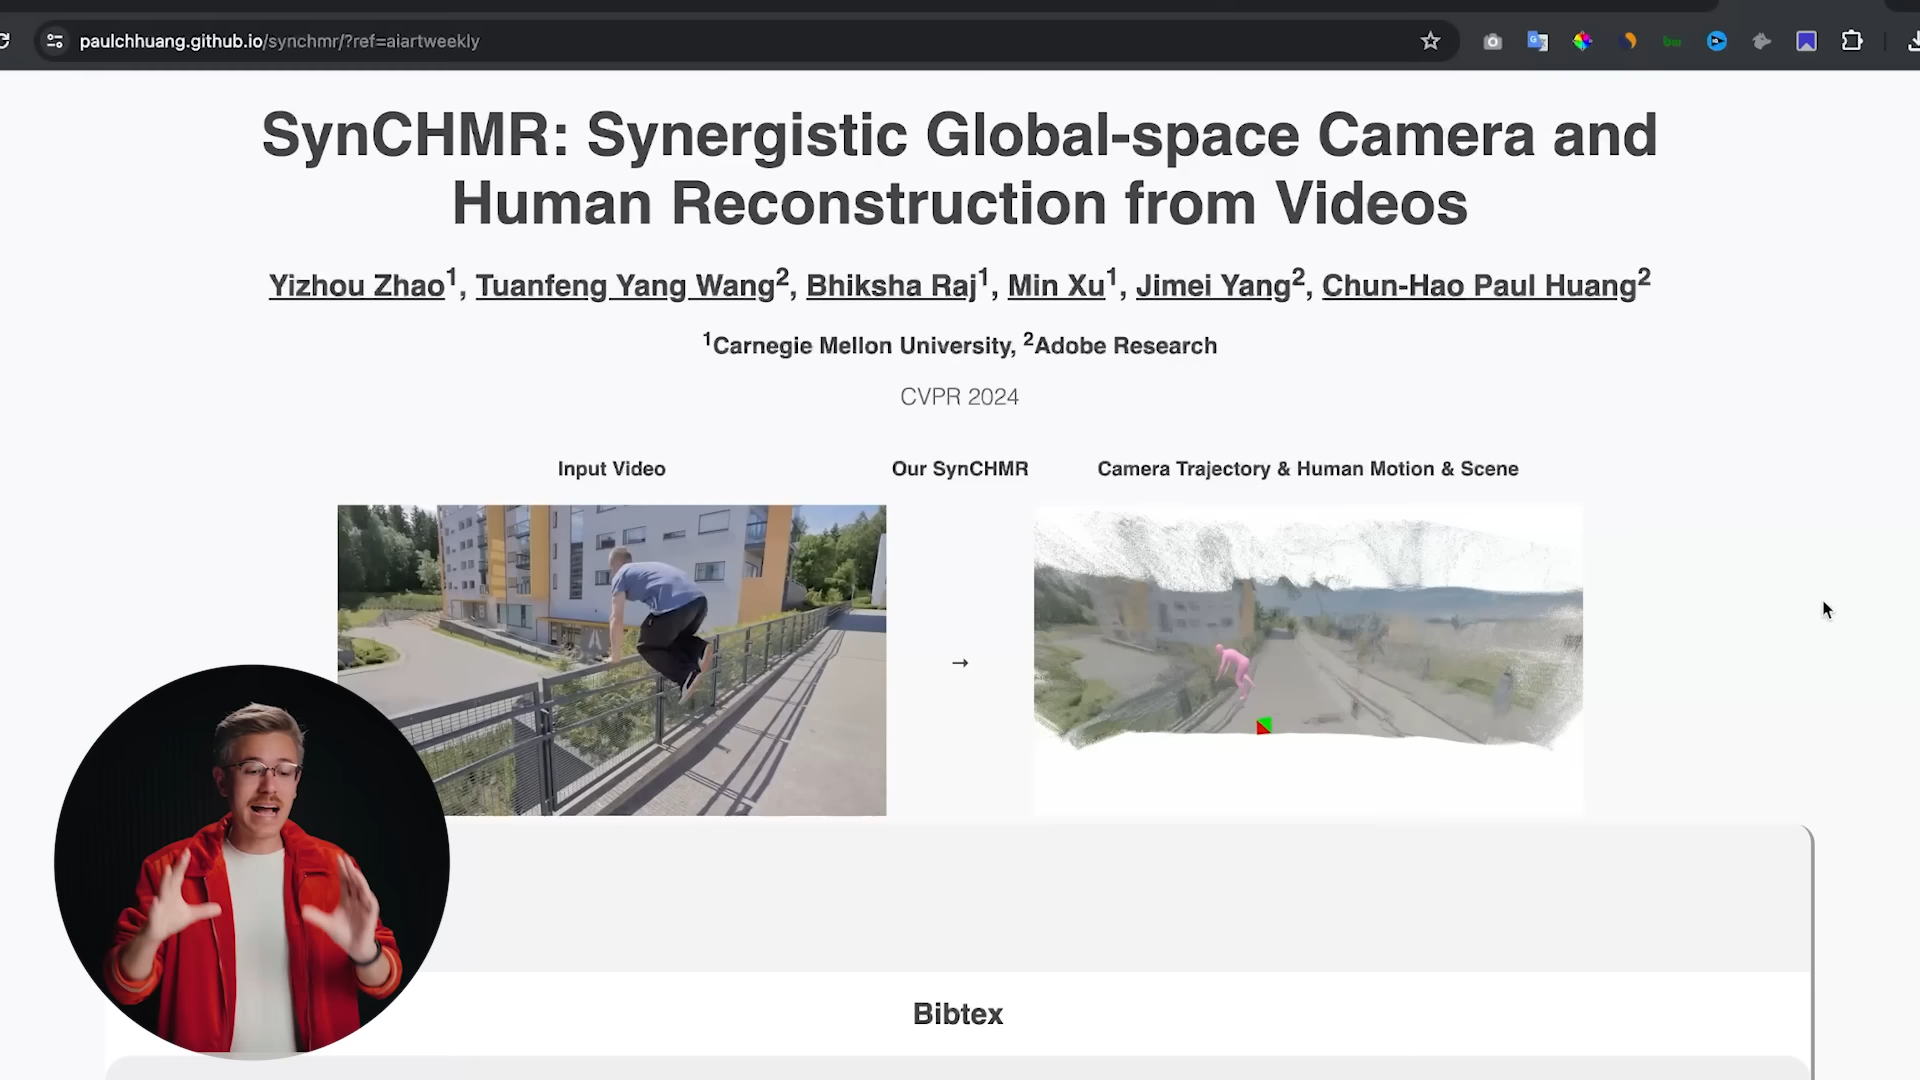 paulchhuang.github.io/synchmr/?ref=aiartweekly
SynCHMR: Synergistic Global-space Camera and
Human Reconstruction from Videos
Yizhou Zhao1, Tuanfeng Yang Wang2, Bhiksha Raj1, Min Xu1, Jimei Yang2, Chun-Hao Paul Huang2
1Carnegie Mellon University, 2Adobe Research
CVPR 2024
Input Video
Our SynCHMR
Camera Trajectory & Human Motion & Scene
→
Bibtex